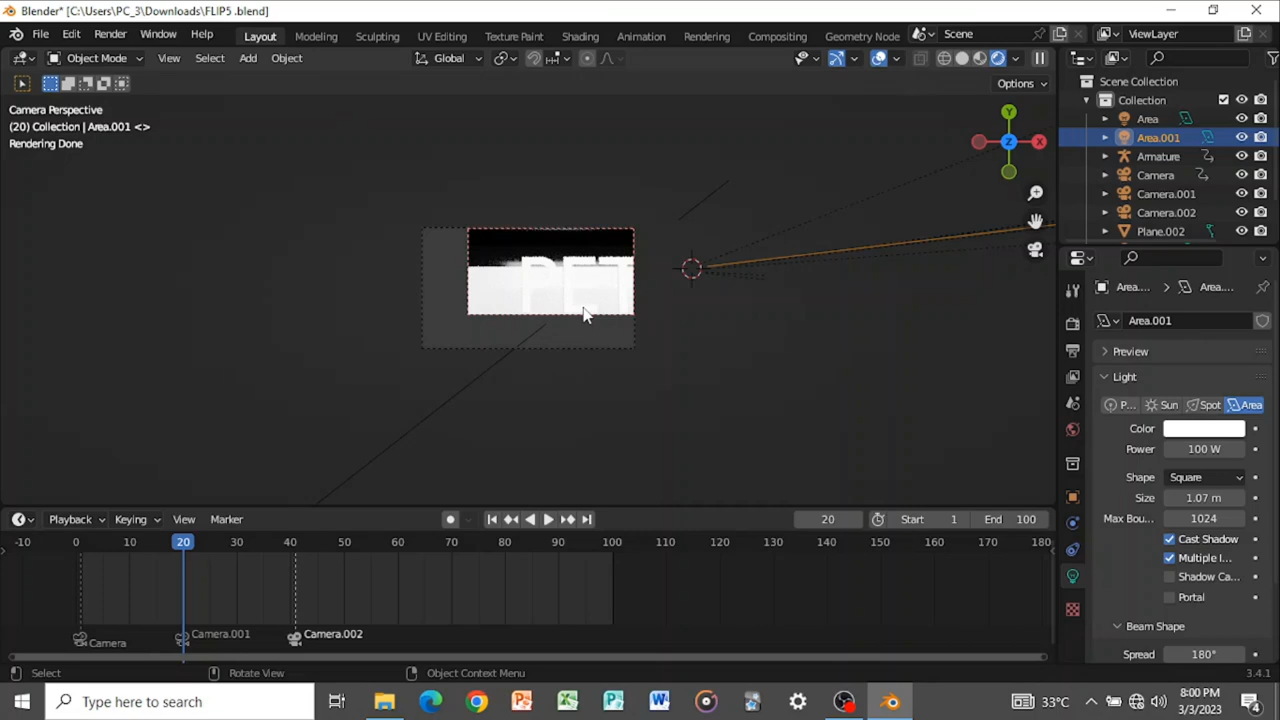 Blender* [C:\Users\PC_3\Downloads\FLIP5 .blend]
File Edit Render Window Help Layout Modeling Sculpting UV Editing Texture Paint Shading Animation Rendering Compositing Geometry Node Scene ViewLayer
Object Mode View Select Add Object Global
Options
Camera Perspective
(20) Collection | Area.001 <>
Rendering Done
Y
Z
X
Scene Collection
Collection
Area
Area.001
Armature
Camera
Camera.001
Camera.002
Plane.002
Area.... > Area....
Area.001
Preview
Light
P... Sun Spot Area
Color
Power 100 W
Shape Square
Size 1.07 m
Max Bou... 1024
Cast Shadow
Multiple I...
Shadow Ca...
Portal
Beam Shape
Spread 180°
PET
Playback Keying View Marker 20 Start 1 End 100
-10 0 10 20 30 40 50 60 70 80 90 100 110 120 130 140 150 160 170 180
Camera Camera.001 Camera.002
Select Rotate View Object Context Menu 3.4.1
Type here to search
33°C
8:00 PM
3/3/2023